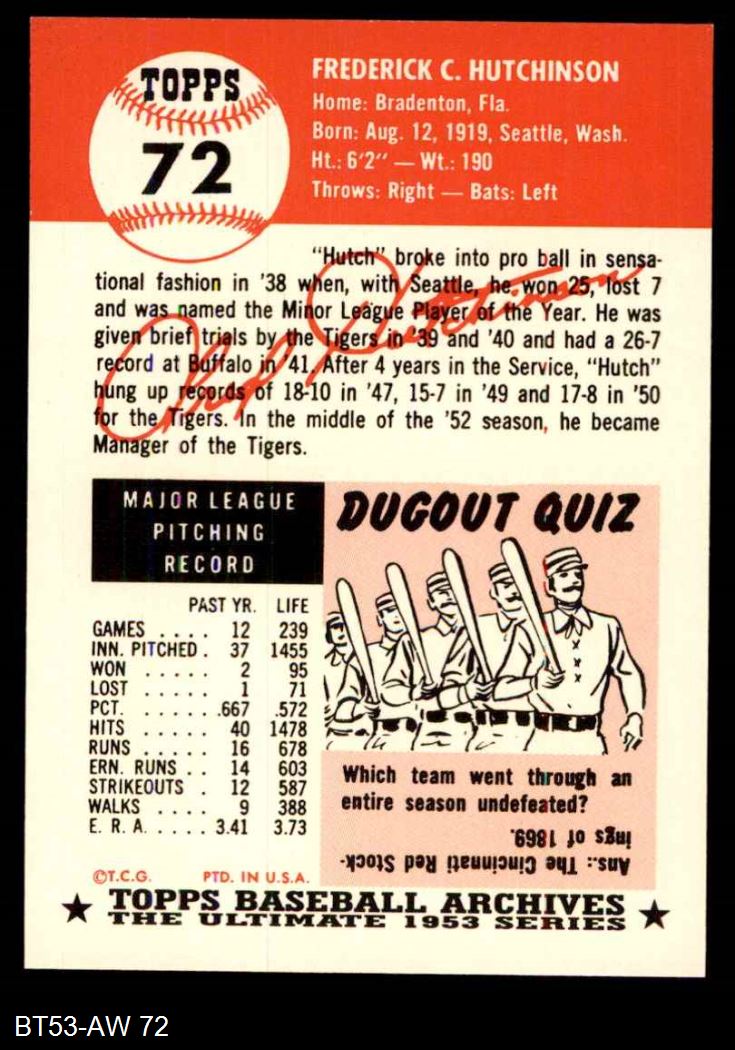 TOPPS
72
FREDERICK C. HUTCHINSON
Home: Bradenton, Fla.
Born: Aug. 12, 1919, Seattle, Wash.
Ht.: 6'2" — Wt.: 190
Throws: Right — Bats: Left
"Hutch" broke into pro ball in sensa-
tional fashion in '38 when, with Seattle, he won 25, lost 7
and was named the Minor League Player of the Year. He was
given brief trials by the Tigers in '39 and '40 and had a 26-7
record at Buffalo in '41. After 4 years in the Service, "Hutch"
hung up records of 18-10 in '47, 15-7 in '49 and 17-8 in '50
for the Tigers. In the middle of the '52 season, he became
Manager of the Tigers.
Fred Hutchinson
MAJOR LEAGUE
PITCHING
RECORD
PAST YR. LIFE
GAMES .... 12 239
INN. PITCHED . 37 1455
WON ..... 2 95
LOST ..... 1 71
PCT. ...... .667 .572
HITS ...... 40 1478
RUNS ..... 16 678
ERN. RUNS .. 14 603
STRIKEOUTS . 12 587
WALKS .... 9 388
E. R. A. .... 3.41 3.73
DUGOUT QUIZ
Which team went through an
entire season undefeated?
Ans.: The Cincinnati Red Stock-
ings of 1869.
©T.C.G. PTD. IN U.S.A.
TOPPS BASEBALL ARCHIVES
THE ULTIMATE 1953 SERIES
BT53-AW 72